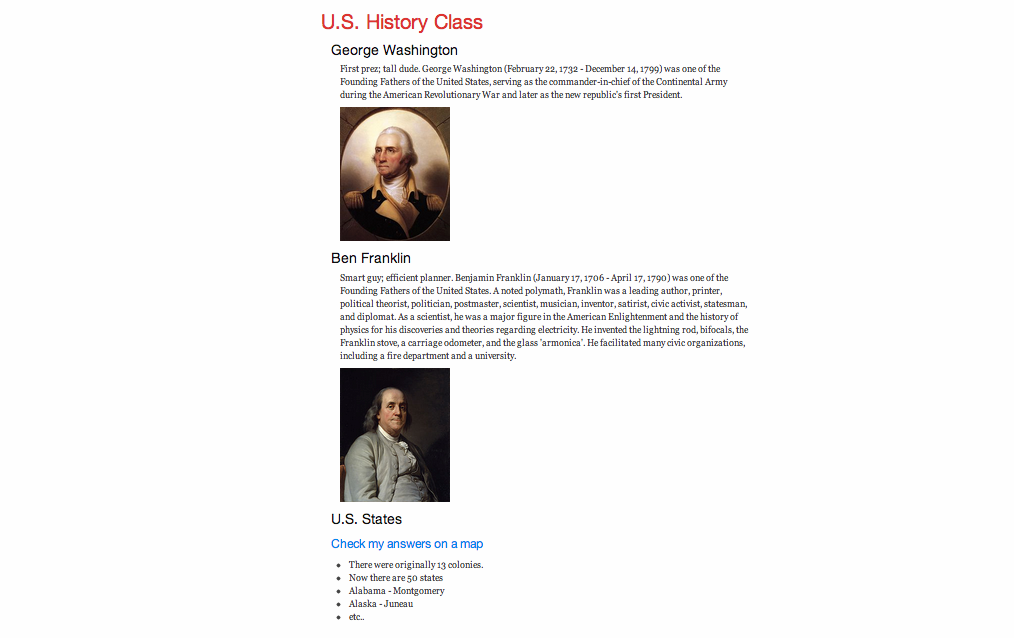 U.S. History Class
George Washington
First prez; tall dude. George Washington (February 22, 1732 - December 14, 1799) was one of the
Founding Fathers of the United States, serving as the commander-in-chief of the Continental Army
during the American Revolutionary War and later as the new republic's first President.
Ben Franklin
Smart guy; efficient planner. Benjamin Franklin (January 17, 1706 - April 17, 1790) was one of the
Founding Fathers of the United States. A noted polymath, Franklin was a leading author, printer,
political theorist, politician, postmaster, scientist, musician, inventor, satirist, civic activist, statesman,
and diplomat. As a scientist, he was a major figure in the American Enlightenment and the history of
physics for his discoveries and theories regarding electricity. He invented the lightning rod, bifocals, the
Franklin stove, a carriage odometer, and the glass 'armonica'. He facilitated many civic organizations,
including a fire department and a university.
U.S. States
Check my answers on a map
• There were originally 13 colonies.
• Now there are 50 states
• Alabama - Montgomery
• Alaska - Juneau
• etc..